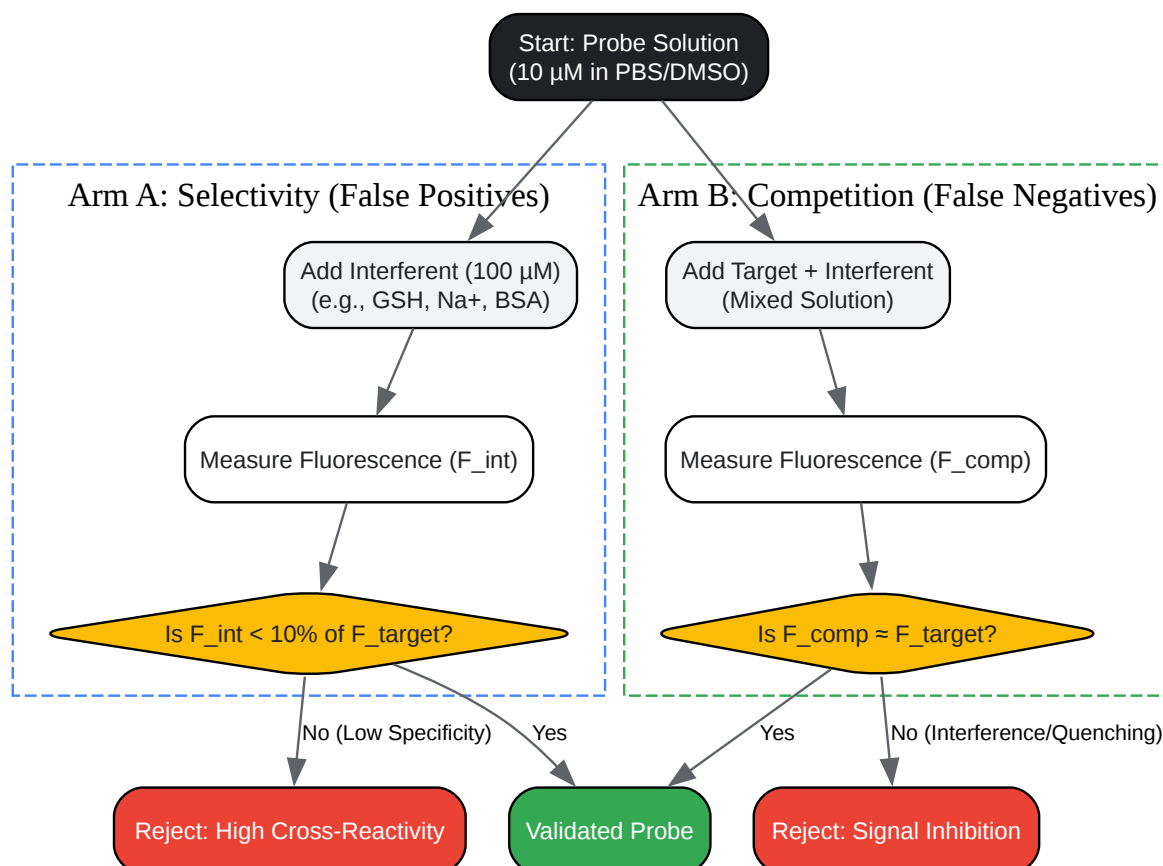 Start: Probe Solution
(10 µM in PBS/DMSO)
Arm A: Selectivity (False Positives)
Arm B: Competition (False Negatives)
Add Interferent (100 µM)
(e.g., GSH, Na+, BSA)
Add Target + Interferent
(Mixed Solution)
Measure Fluorescence (F_int)
Measure Fluorescence (F_comp)
Is F_int < 10% of F_target?
Is F_comp ≈ F_target?
No (Low Specificity)
Yes
Yes
No (Interference/Quenching)
Reject: High Cross-Reactivity
Validated Probe
Reject: Signal Inhibition